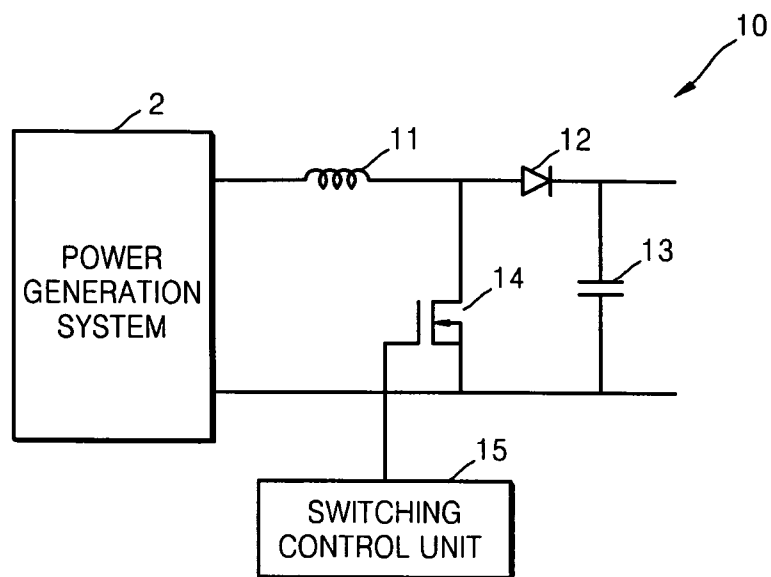 10
2
11
12
POWER
GENERATION
SYSTEM
13
14
15
SWITCHING
CONTROL UNIT